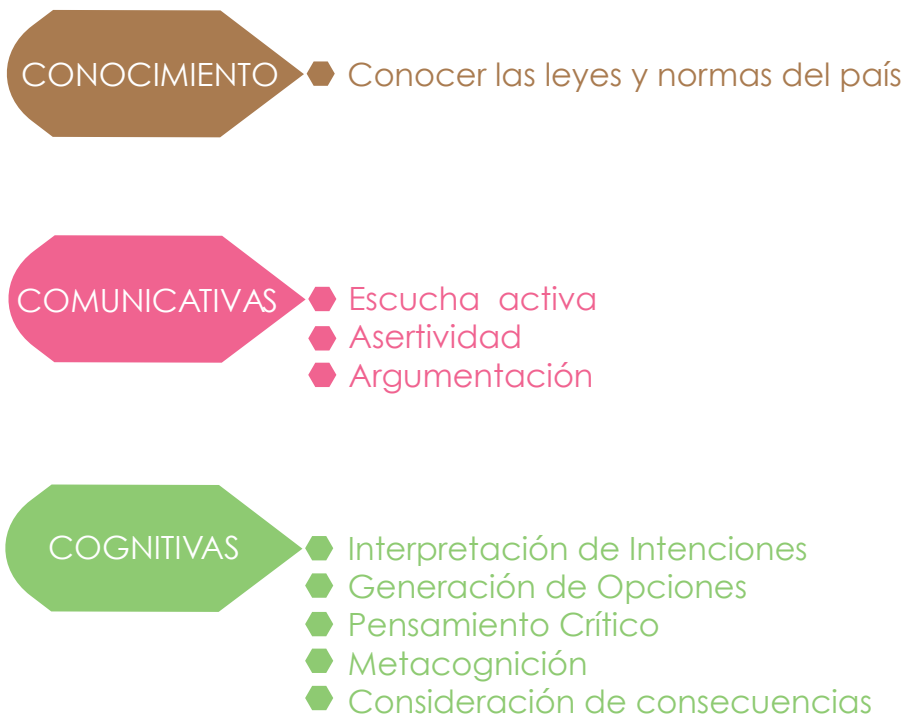 CONOCIMIENTO
Conocer las leyes y normas del país
COMUNICATIVAS
Escucha activa
Asertividad
Argumentación
COGNITIVAS
Interpretación de Intenciones
Generación de Opciones
Pensamiento Crítico
Metacognición
Consideración de consecuencias